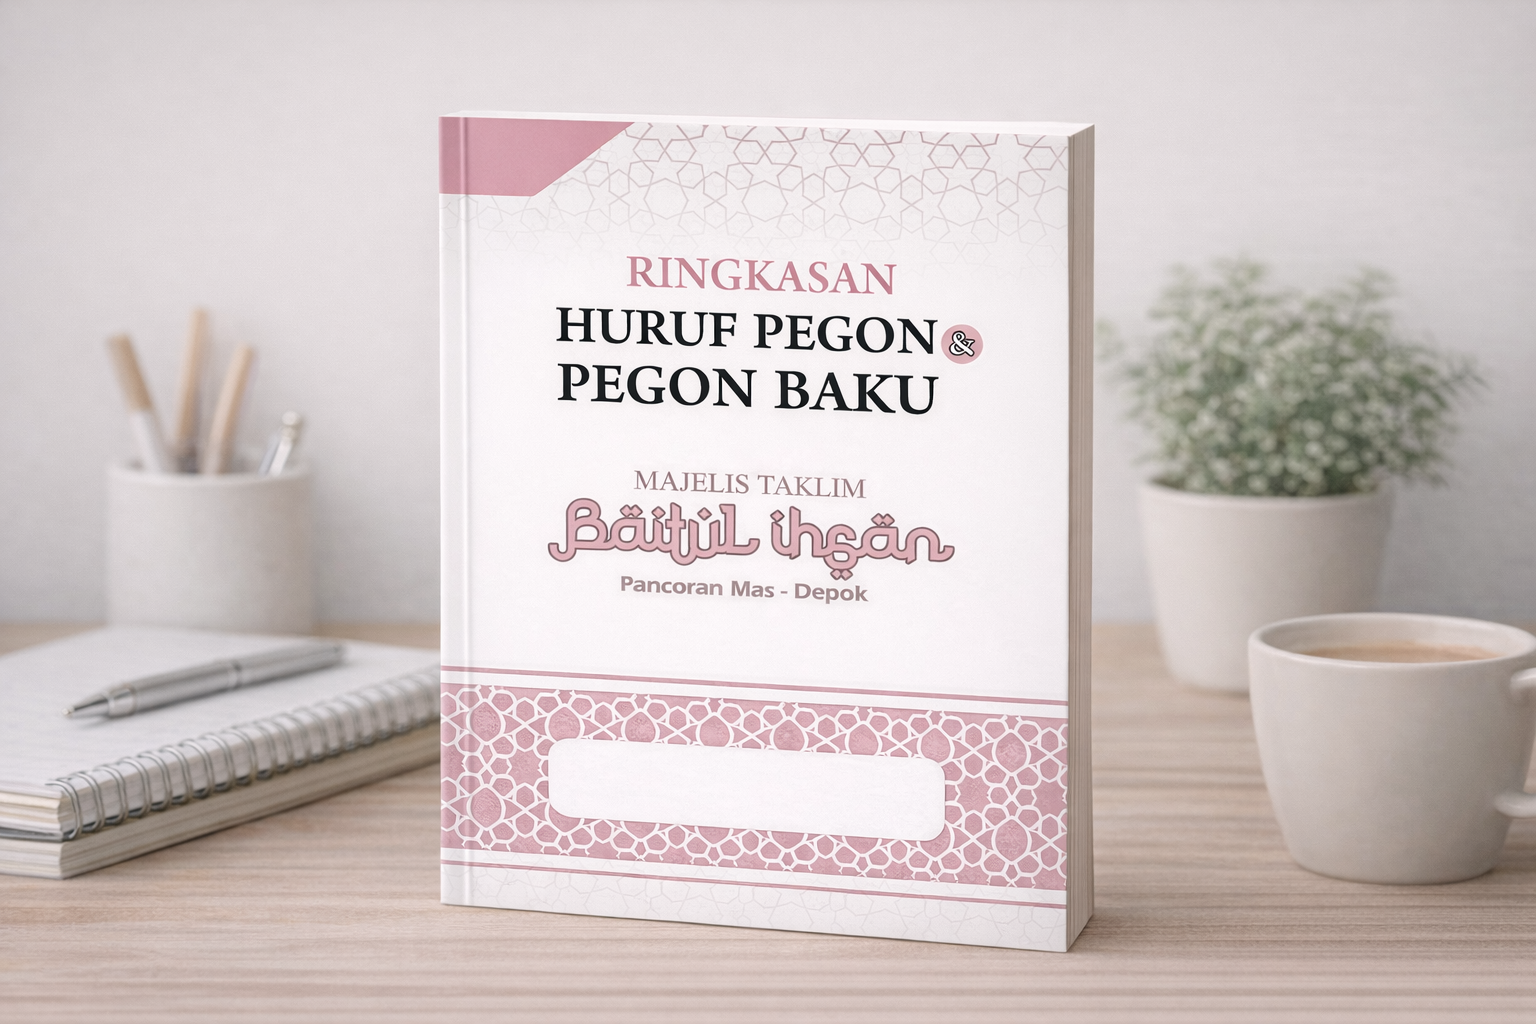 RINGKASAN
HURUF PEGON &
PEGON BAKU
MAJELIS TAKLIM
Baitul ihsan
Pancoran Mas - Depok